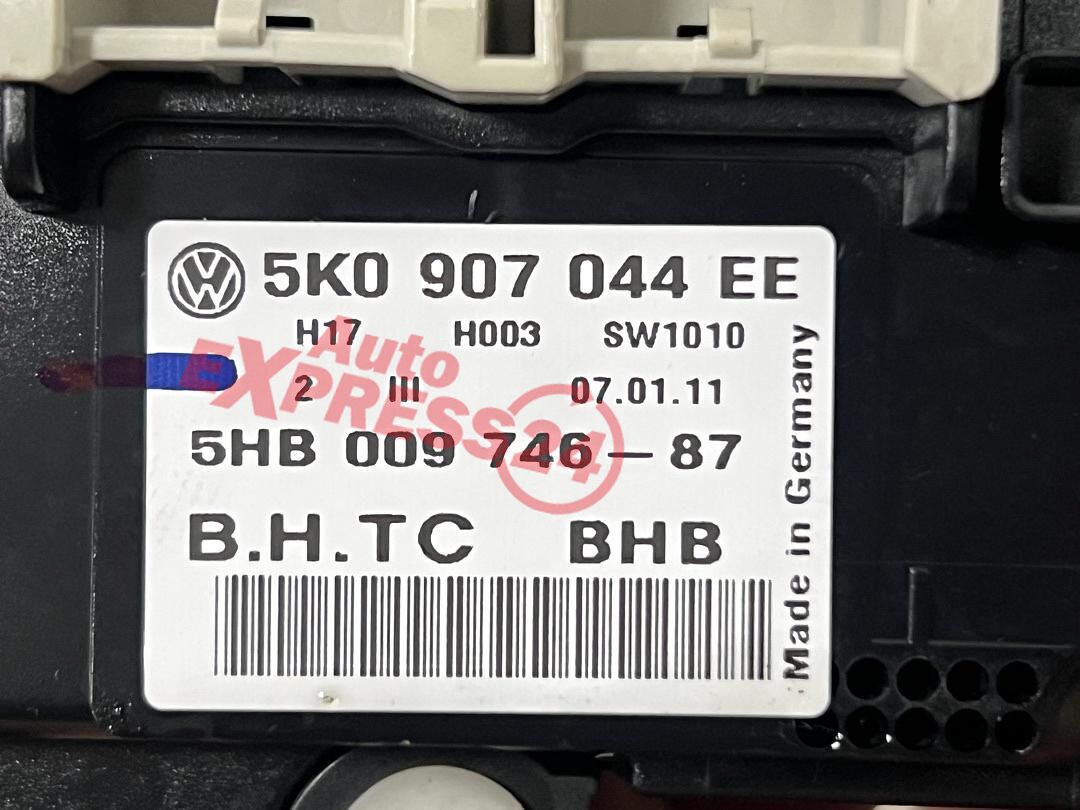 5K0 907 044 EE
H17 H003 SW1010
2 III 07.01.11
5HB 009 746-87
B.H.TC BHB
Made in Germany
Auto
EXPRESS24